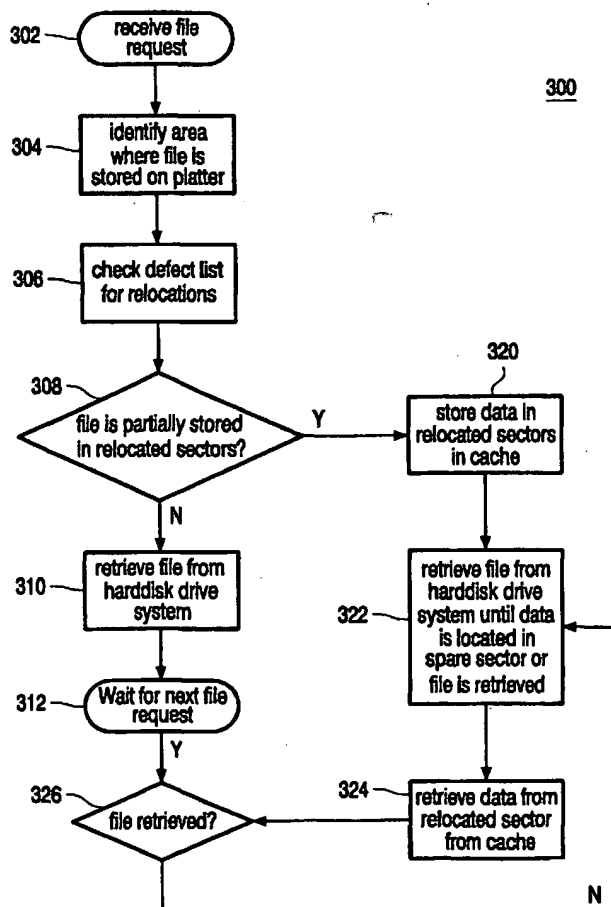 300
302
receive file
request
304
identify area
where file is
stored on platter
306
check defect list
for relocations
308
file is partially stored
in relocated sectors?
Y
N
320
store data in
relocated sectors
in cache
310
retrieve file from
harddisk drive
system
322
retrieve file from
harddisk drive
system until data
is located in
spare sector or
file is retrieved
312
Wait for next file
request
Y
326
file retrieved?
324
retrieve data from
relocated sector
from cache
N